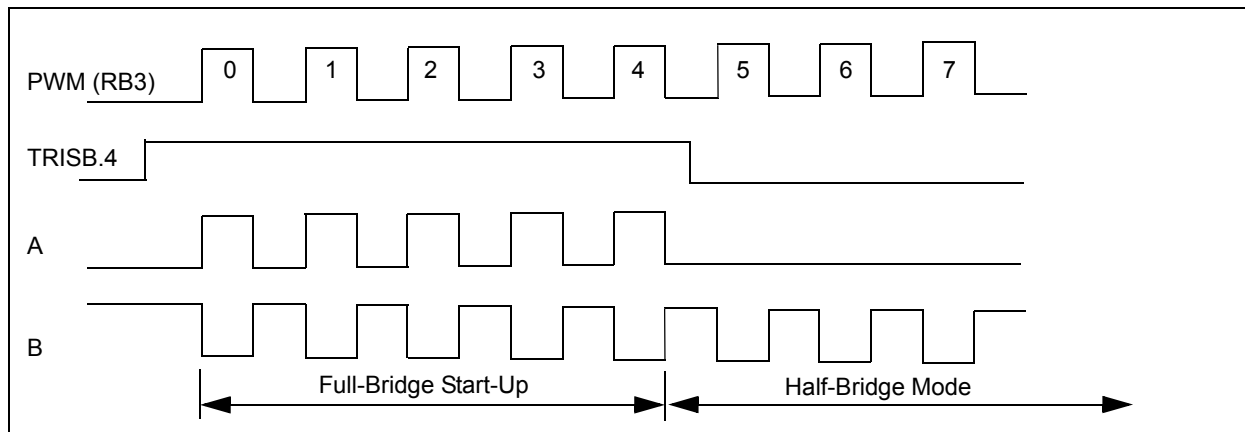 PWM (RB3)
0 1 2 3 4 5 6 7
TRISB.4
A
B
Full-Bridge Start-Up
Half-Bridge Mode